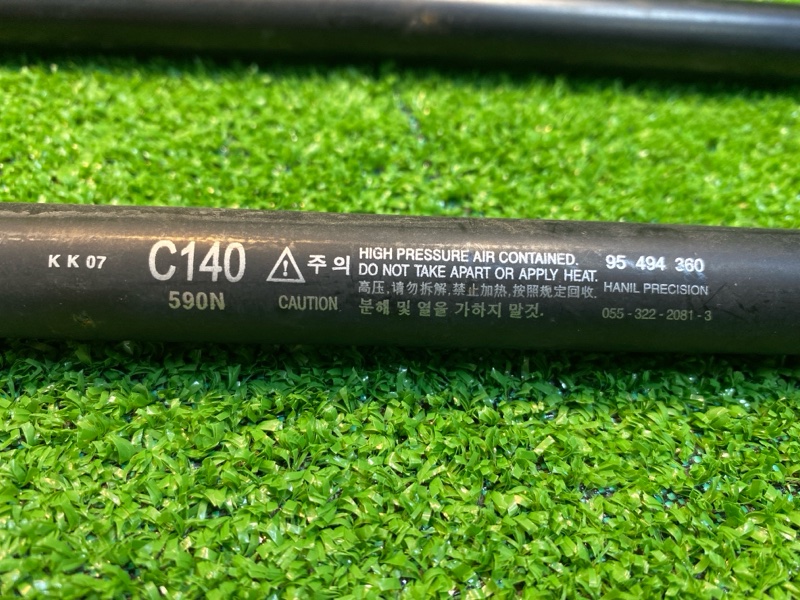 K K 07
C140
590N
주의
CAUTION
HIGH PRESSURE AIR CONTAINED.
DO NOT TAKE APART OR APPLY HEAT.
高压,请勿拆解,禁止加热,按照规定回收.
분해 및 열을 가하지 말것.
95 494 360
HANIL PRECISION
055-322-2081-3